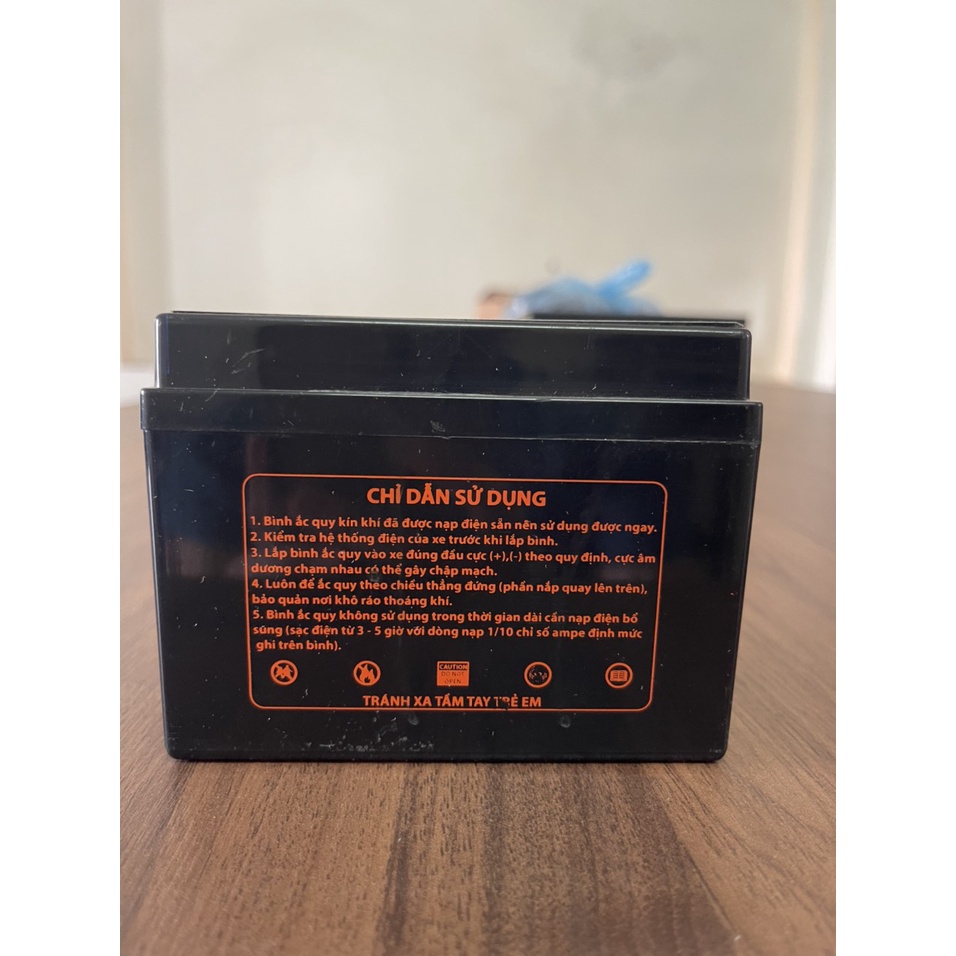 CHỈ DẪN SỬ DỤNG
1. Bình ắc quy kín khí đã được nạp điện sẵn nên sử dụng được ngay.
2. Kiểm tra hệ thống điện của xe trước khi lắp bình.
3. Lắp bình ắc quy vào xe đúng đầu cực (+),(-) theo quy định, cực âm
dương chạm nhau có thể gây chập mạch.
4. Luôn để ắc quy theo chiều thẳng đứng (phần nắp quay lên trên),
bảo quản nơi khô ráo thoáng khí.
5. Bình ắc quy không sử dụng trong thời gian dài cần nạp điện bổ
sung (sạc điện từ 3 - 5 giờ với dòng nạp 1/10 chỉ số ampe định mức
ghi trên bình).
CAUTION
DO NOT
OPEN
TRÁNH XA TẦM TAY TRẺ EM